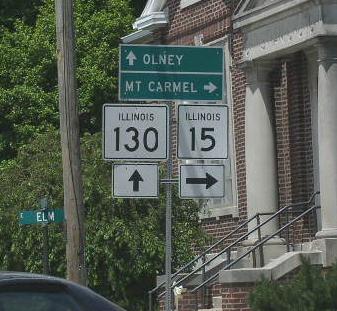 OLNEY
MT CARMEL
ILLINOIS
130
ILLINOIS
15
E ELM